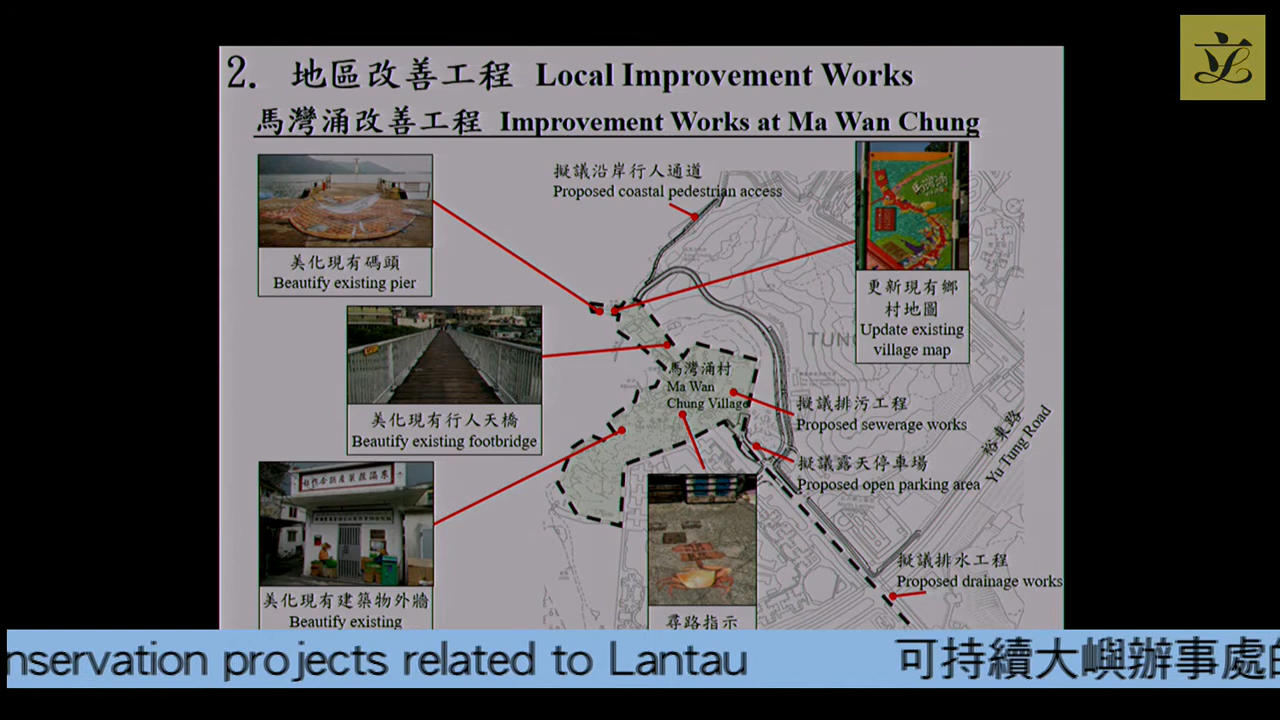 2. 地區改善工程 Local Improvement Works
馬灣涌改善工程 Improvement Works at Ma Wan Chung
擬議沿岸行人通道
Proposed coastal pedestrian access
美化現有碼頭
Beautify existing pier
更新現有鄉
村地圖
Update existing
village map
馬灣涌
TUNG
美化現有行人天橋
Beautify existing footbridge
馬灣涌村
Ma Wan
Chung Village
擬議排污工程
Proposed sewerage works
擬議露天停車場
Proposed open parking area
裕東路
Yu Tung Road
擬議排水工程
Proposed drainage works
美化現有建築物外牆
Beautify existing
尋路指示
nservation projects related to Lantau
可持續大嶼辦事處的